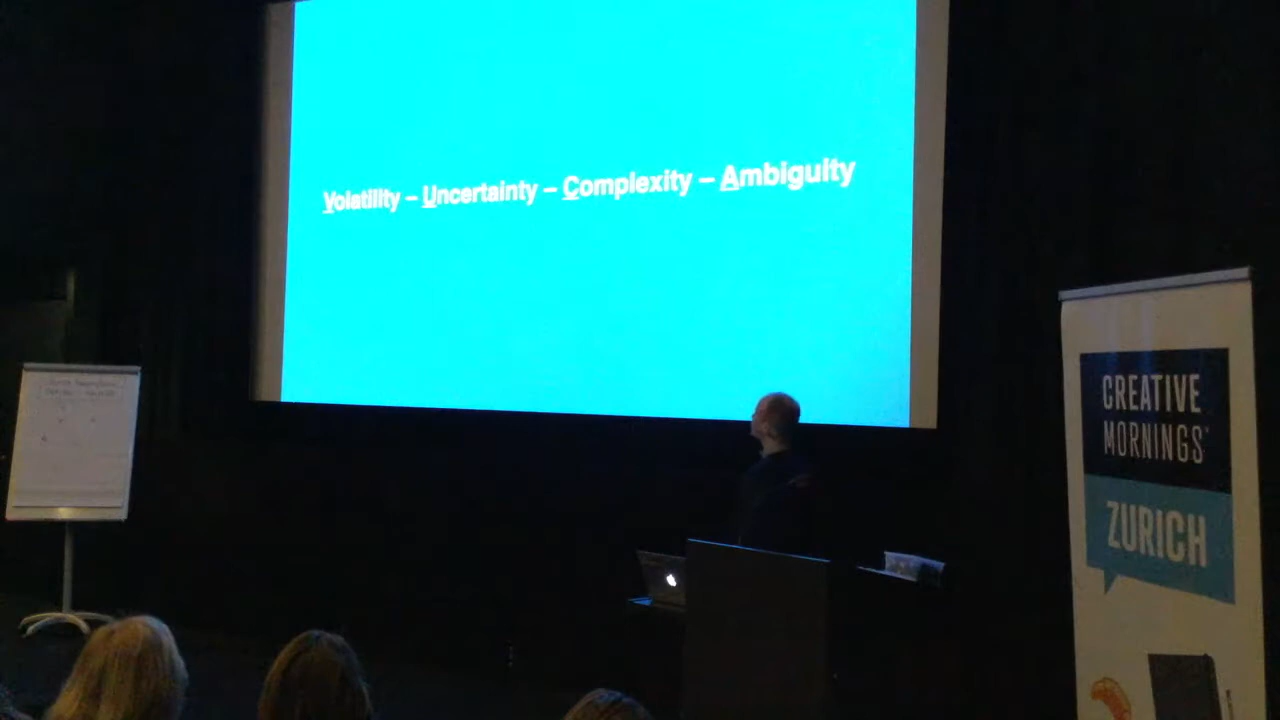 Volatility – Uncertainty – Complexity – Ambiguity
CREATIVE
MORNINGS
ZURICH